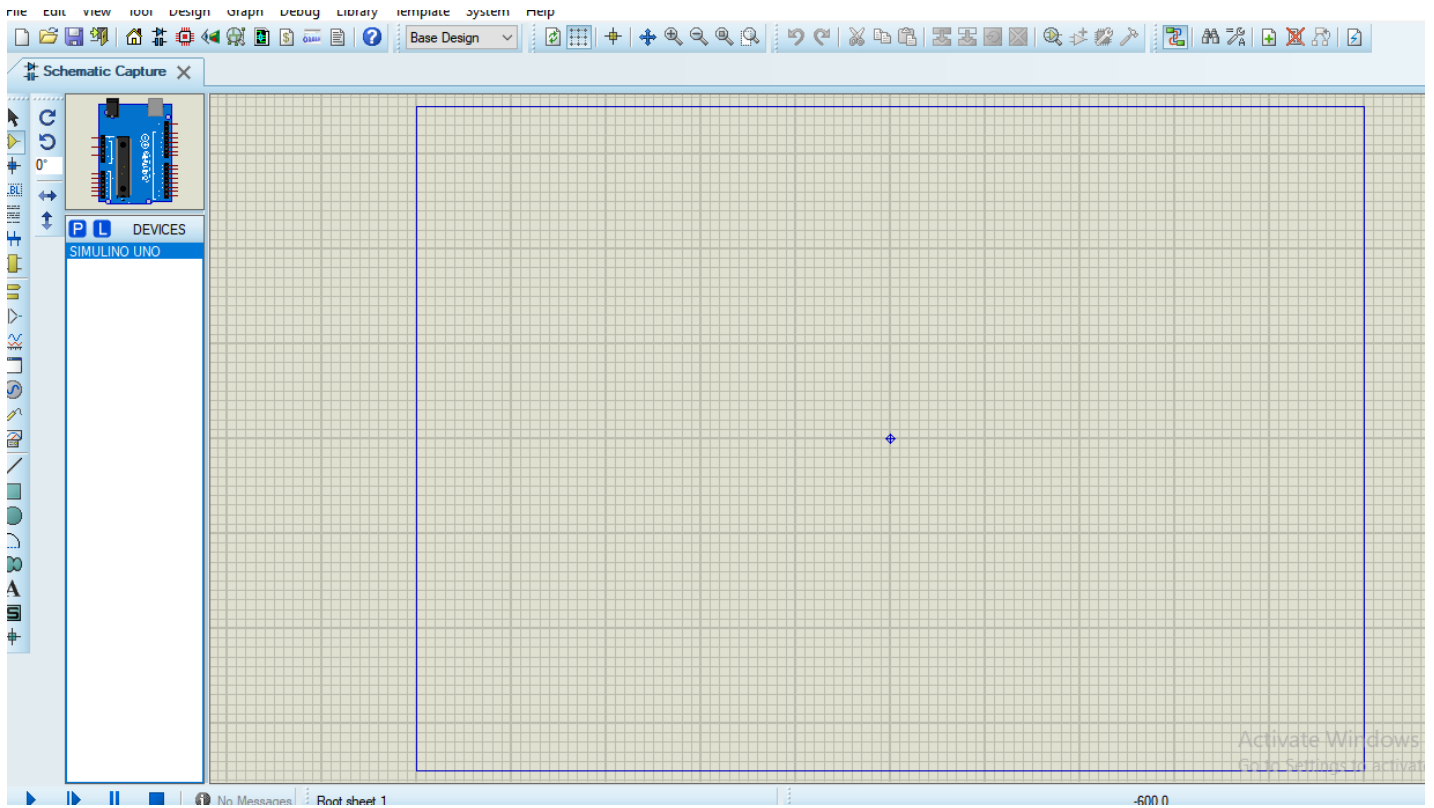 File Edit View Tool Design Graph Debug Library Template System Help
Base Design
Schematic Capture
0°
LBL
P L DEVICES
SIMULINO UNO
A
S
Activate Windows
Go to Settings to activate
No Messages Root sheet 1 -600.0